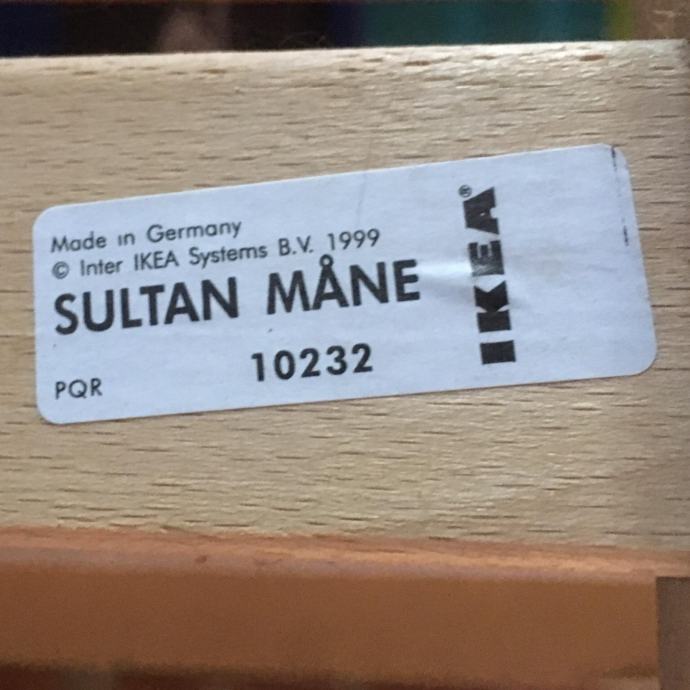 Made in Germany
© Inter IKEA Systems B.V. 1999
SULTAN MÅNE
10232
PQR
IKEA®